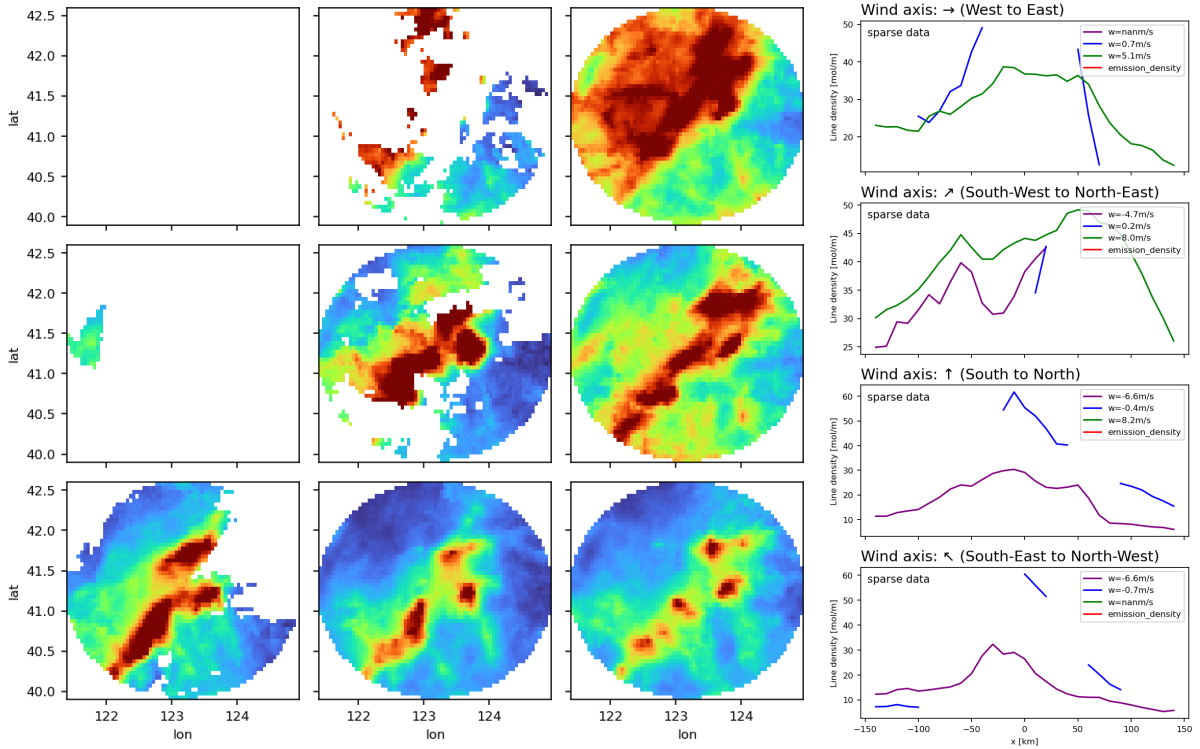 42.5
42.0
41.5
41.0
40.5
40.0
lat
42.5
42.0
41.5
41.0
40.5
40.0
lat
42.5
42.0
41.5
41.0
40.5
40.0
lat
122 123 124
lon
122 123 124
lon
122 123 124
lon
Wind axis: → (West to East)
sparse data
w=nanm/s
w=0.7m/s
w=5.1m/s
emission_density
50
40
30
20
Line density [mol/m]
Wind axis: ↗ (South-West to North-East)
sparse data
w=-4.7m/s
w=0.2m/s
w=8.0m/s
emission_density
50
45
40
35
30
25
Line density [mol/m]
Wind axis: ↑ (South to North)
sparse data
w=-6.6m/s
w=-0.4m/s
w=8.2m/s
emission_density
60
50
40
30
20
10
Line density [mol/m]
Wind axis: ↖ (South-East to North-West)
sparse data
w=-6.6m/s
w=-0.7m/s
w=nanm/s
emission_density
60
50
40
30
20
10
Line density [mol/m]
−150 −100 −50 0 50 100 150
x [km]